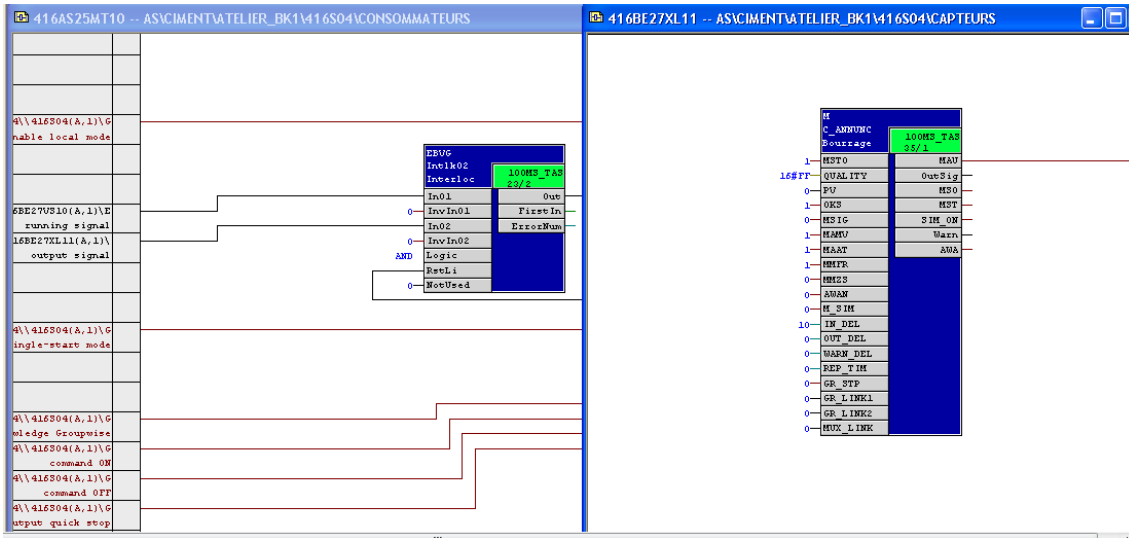 416AS25MT10 -- AS\CIMENT\ATELIER_BK1\416S04\CONSOMMATEURS
4\\416S04(A,1)\G
nable local mode
6BE27VS10(A,1)\E
running signal
16BE27XL11(A,1)\
output signal
4\\416S04(A,1)\G
ingle-start mode
4\\416S04(A,1)\G
wledge Groupwise
4\\416S04(A,1)\G
command ON
4\\416S04(A,1)\G
command OFF
4\\416S04(A,1)\G
utput quick stop
EBVG
Intlk02
Interloc
100MS_TAS
23/2
In01 Out
0 InvIn01 FirstIn
In02 ErrorNum
0 InvIn02
AND Logic
RstLi
0 NotUsed
416BE27XL11 -- AS\CIMENT\ATELIER_BK1\416S04\CAPTEURS
M
C_ANNUNC
Bourrage
100MS_TAS
35/1
1 MST0 MAU
16#FF QUALITY OutSig
0 PV MS0
1 OKS MST
0 MSIG SIM_ON
1 MAMV Warn
1 MAAT AWA
1 MMFR
0 MMZS
0 AWAN
0 M_SIM
10 IN_DEL
0 OUT_DEL
0 WARN_DEL
0 REP_TIM
0 GR_STP
0 GR_LINK1
0 GR_LINK2
0 MUX_LINK